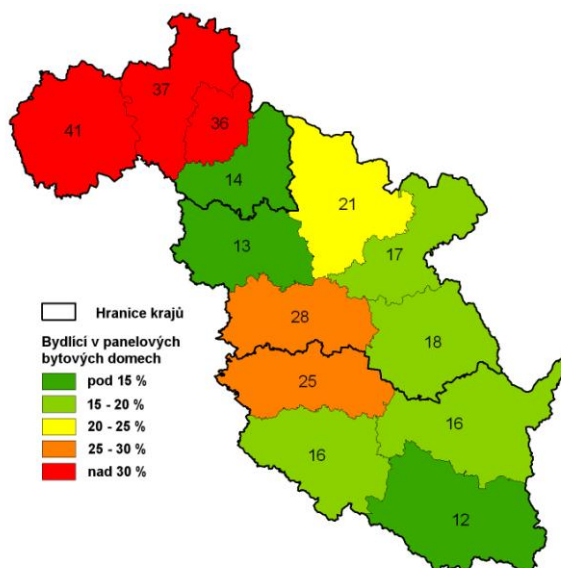 37
41
36
14
21
13
17
Hranice krajů
28
Bydlící v panelových
bytových domech
18
pod 15 %
25
15 - 20 %
20 - 25 %
16
25 - 30 %
16
nad 30 %
12